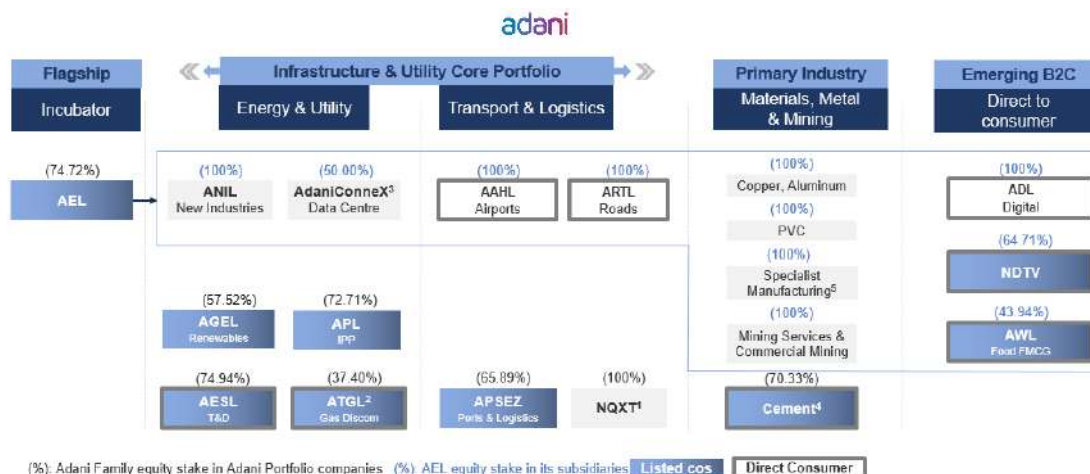 adani
Flagship
Incubator
Infrastructure & Utility Core Portfolio
Energy & Utility
Transport & Logistics
Primary Industry
Materials, Metal
& Mining
Emerging B2C
Direct to
consumer
(74.72%)
AEL
(100%)
ANIL
New Industries
(50.00%)
AdaniConneX³
Data Centre
(100%)
AAHL
Airports
(100%)
ARTL
Roads
(100%)
Copper, Aluminum
(100%)
PVC
(100%)
Specialist
Manufacturing⁵
(100%)
Mining Services &
Commercial Mining
(100%)
ADL
Digital
(64.71%)
NDTV
(43.94%)
AWL
Food FMCG
(57.52%)
AGEL
Renewables
(72.71%)
APL
IPP
(74.94%)
AESL
T&D
(37.40%)
ATGL²
Gas Discom
(65.89%)
APSEZ
Ports & Logistics
(100%)
NQXT¹
(70.33%)
Cement⁴
(%): Adani Family equity stake in Adani Portfolio companies (%): AEL equity stake in its subsidiaries Listed cos Direct Consumer